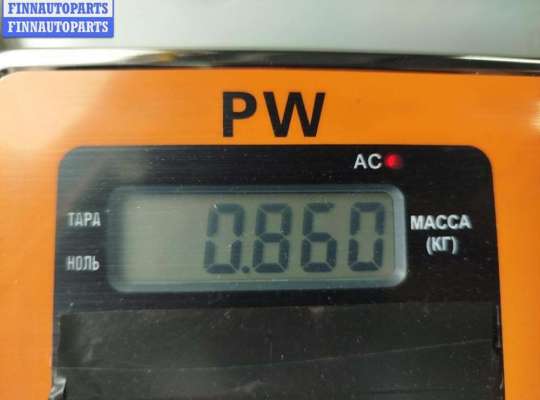 FINNAUTOPARTS
FINNAUTOPARTS
PW
AC
ТАРА
0.860
МАССА
(КГ)
НОЛЬ